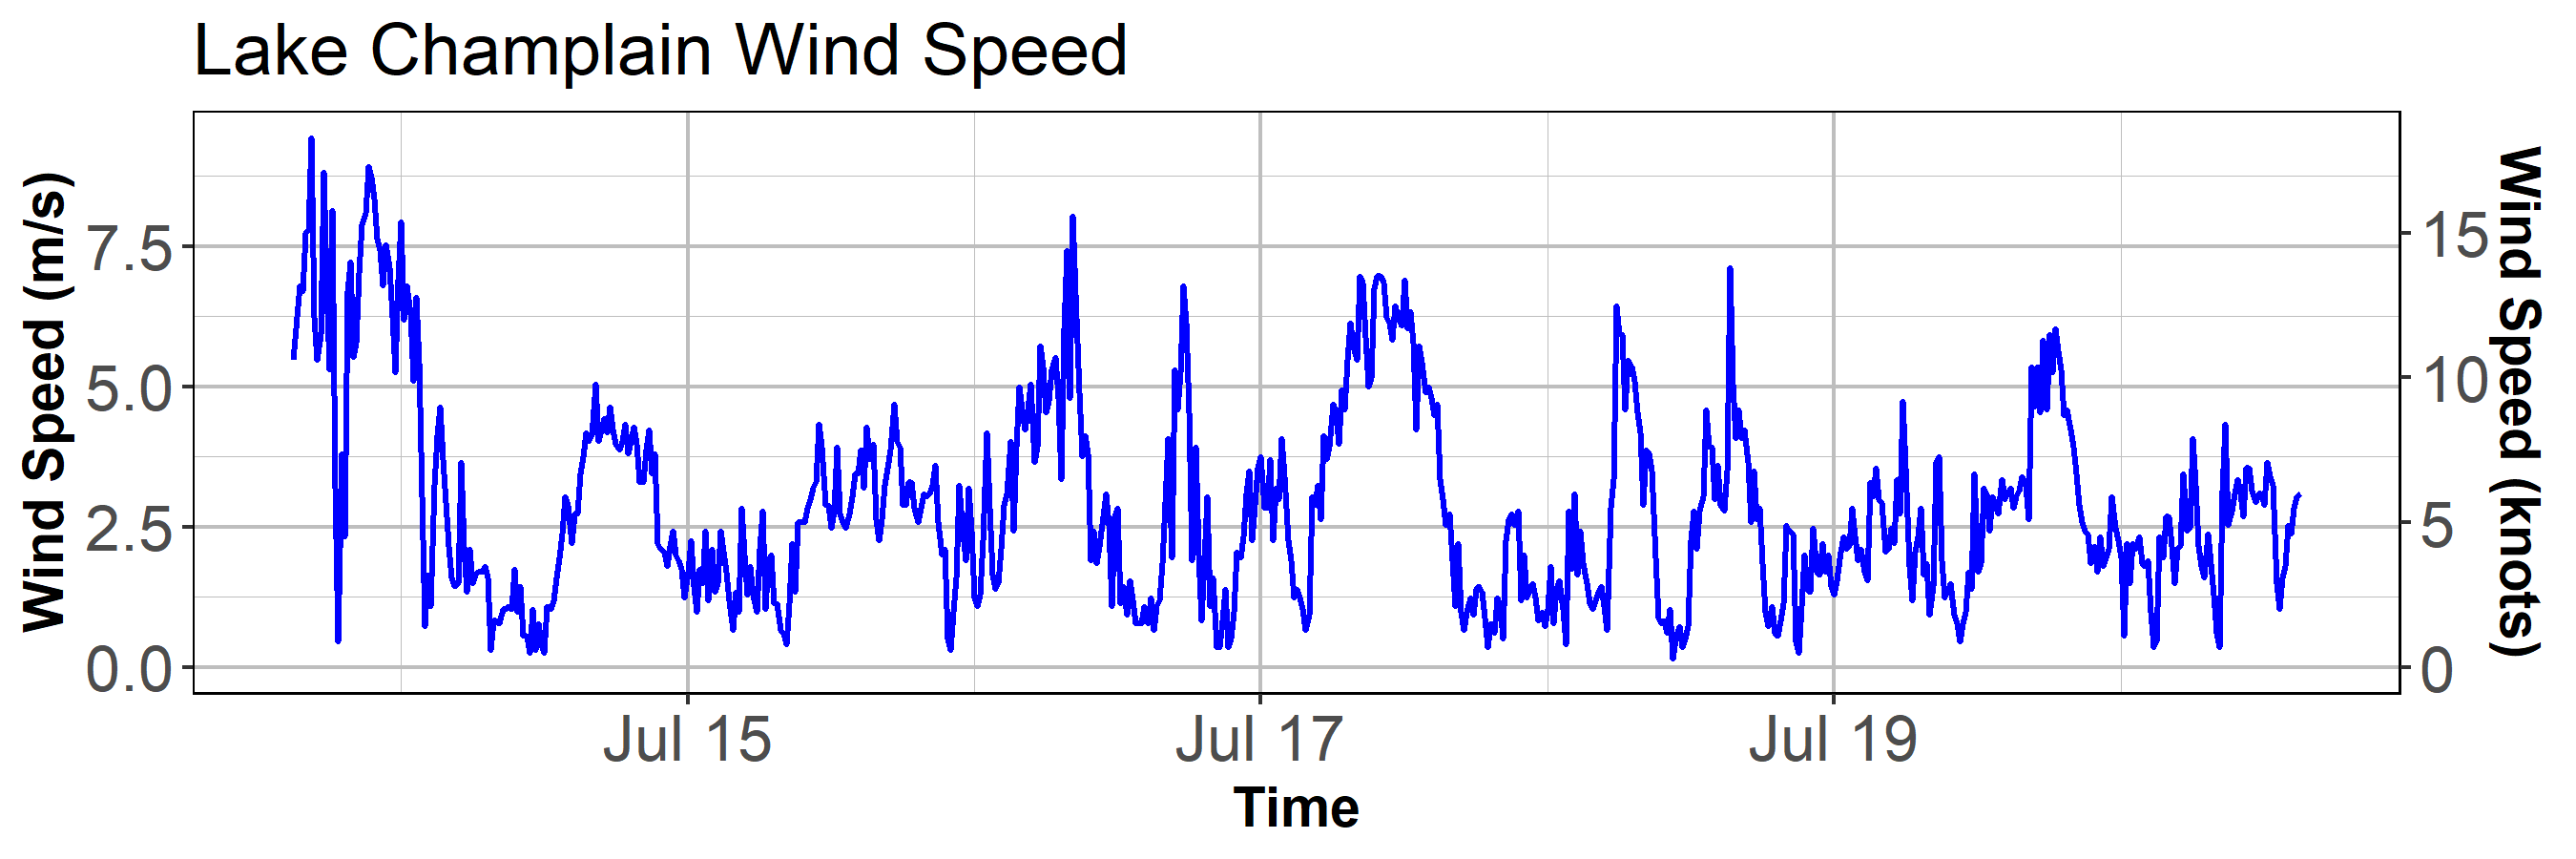 Lake Champlain Wind Speed
Wind Speed (m/s)
7.5
5.0
2.5
0.0
15
10
5
0
Wind Speed (knots)
Jul 15
Jul 17
Jul 19
Time